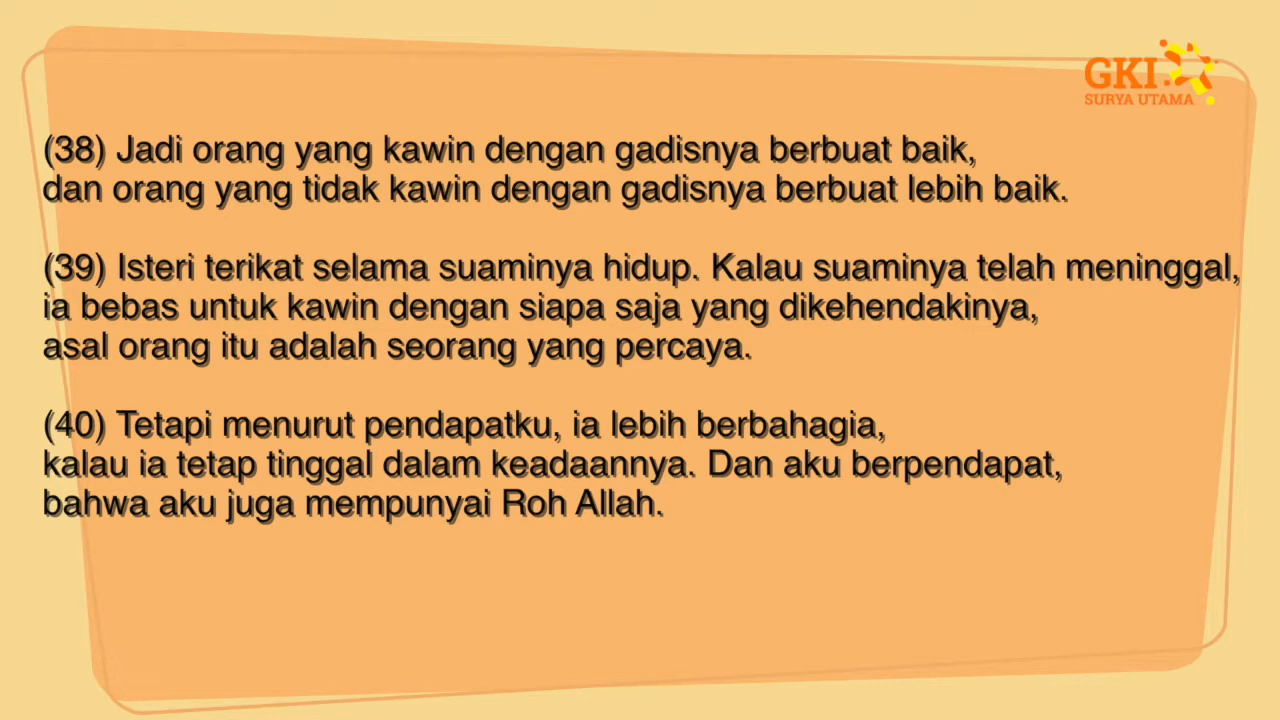 GKI
SURYA UTAMA
(38) Jadi orang yang kawin dengan gadisnya berbuat baik,
dan orang yang tidak kawin dengan gadisnya berbuat lebih baik.
(39) Isteri terikat selama suaminya hidup. Kalau suaminya telah meninggal,
ia bebas untuk kawin dengan siapa saja yang dikehendakinya,
asal orang itu adalah seorang yang percaya.
(40) Tetapi menurut pendapatku, ia lebih berbahagia,
kalau ia tetap tinggal dalam keadaannya. Dan aku berpendapat,
bahwa aku juga mempunyai Roh Allah.